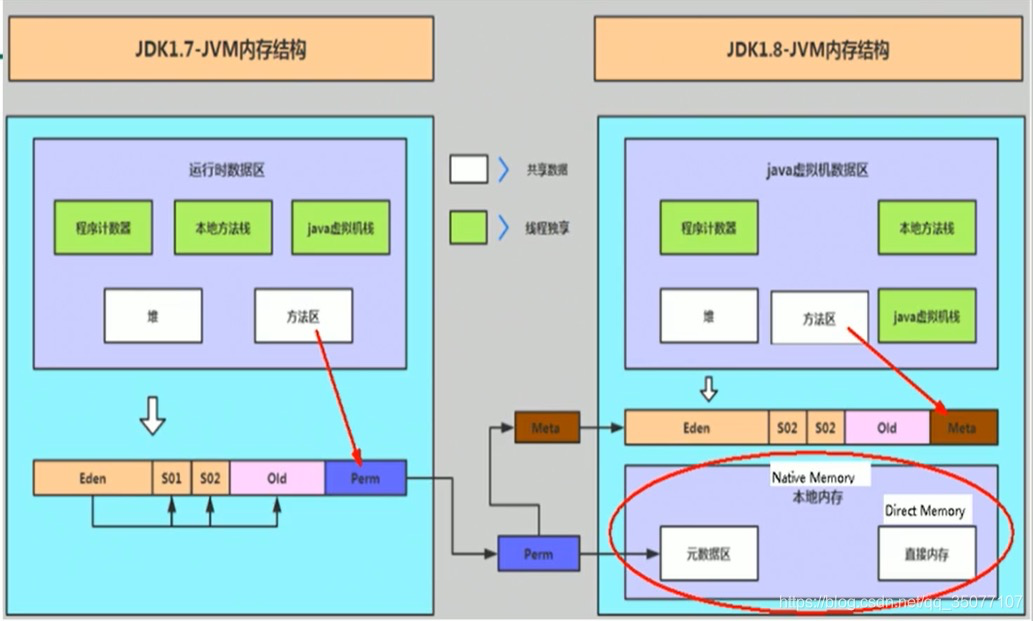 JDK1.7-JVM内存结构
JDK1.8-JVM内存结构
运行时数据区
程序计数器
本地方法栈
java虚拟机栈
堆
方法区
Eden
S01
S02
Old
Perm
共享数据
线程独享
Meta
Perm
java虚拟机数据区
程序计数器
本地方法栈
堆
方法区
java虚拟机栈
Eden
S02
S02
Old
Meta
Native Memory
本地内存
Direct Memory
元数据区
直接内存
https://blog.csdn.net/qq_35077107